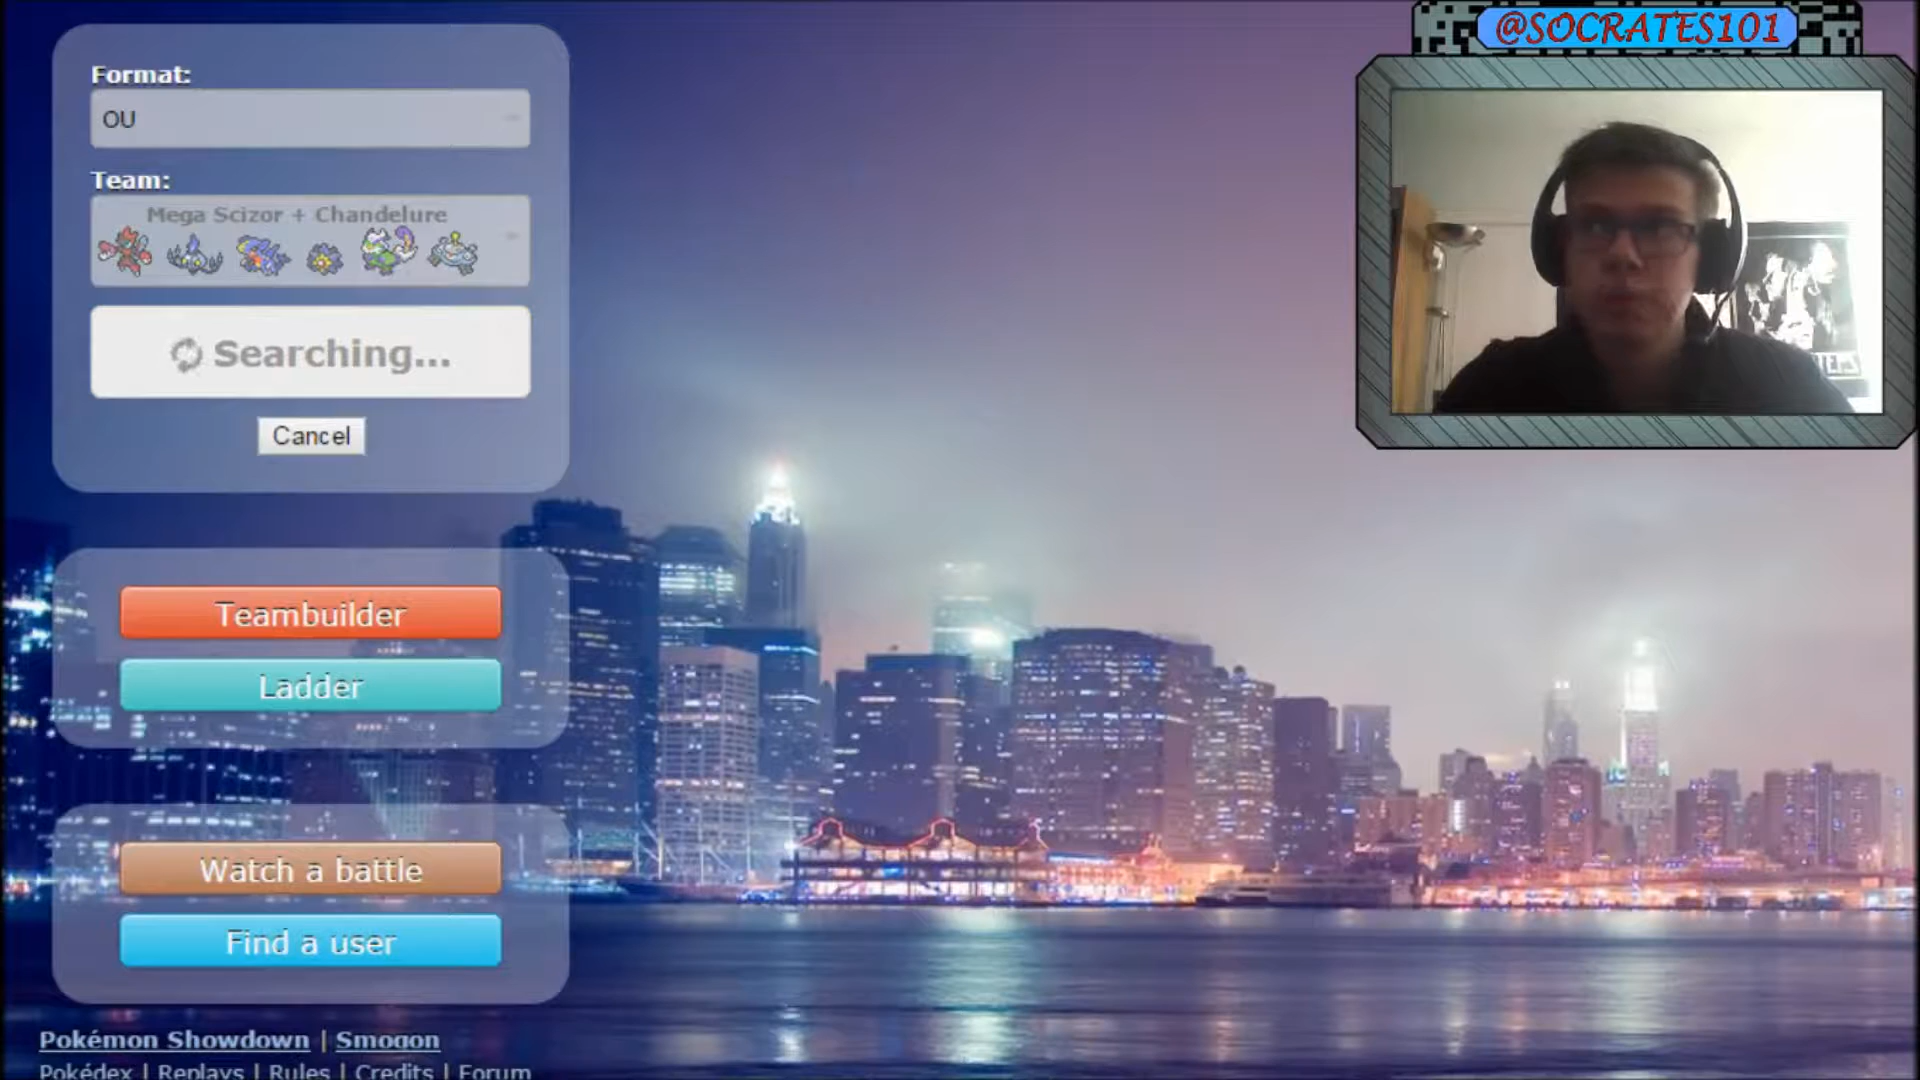 @SOCRATES101
Format:
OU
Team:
Mega Scizor + Chandelure
Searching...
Cancel
Teambuilder
Ladder
Watch a battle
Find a user
Pokémon Showdown | Smogon
Pokédex | Replays | Rules | Credits | Forum